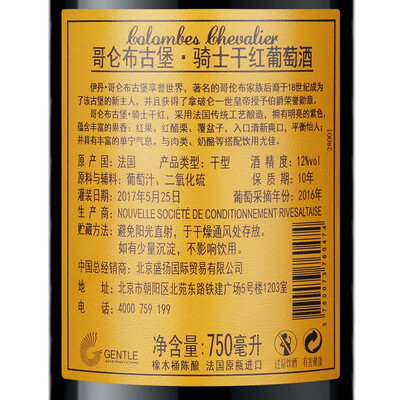 Colombes Chevalier
哥仑布古堡·骑士干红葡萄酒
伊丹·哥仑布古堡享誉世界，著名的哥伦布家族后裔于18世纪成为
了该古堡的新主人，并且获得了拿破仑一世皇帝授予伯爵荣誉勋章。
哥仑布古堡·骑士干红，采用法国传统工艺酿造，拥有明亮的紫色，
蕴含丰富的果香：红果、红醋栗、覆盆子，入口清新爽口，平衡怡人；
并具有丰富的单宁感，与肉类、奶酪等搭配饮用尤佳。
原产国：法国 产品类型：干型 酒精度：12%vol
原料与辅料：葡萄汁、二氧化硫 保质期：10年
灌装日期：2017年5月25日 葡萄采摘年份：2016年
生产商：NOUVELLE SOCIÉTÉ DE CONDITIONNEMENT RIVESALTAISE
贮藏方法：避免阳光直射，于干燥通风处存放。
如有少量沉淀，不影响饮用。
中国总经销商：北京盛扬国际贸易有限公司
地址：北京市朝阳区北苑东路铁建广场5号楼1203室
电话：4000 759 199
GENTLE
净含量：750毫升
橡木桶陈酿 法国原瓶进口
过量饮酒
有害健康
28001
3760073760474